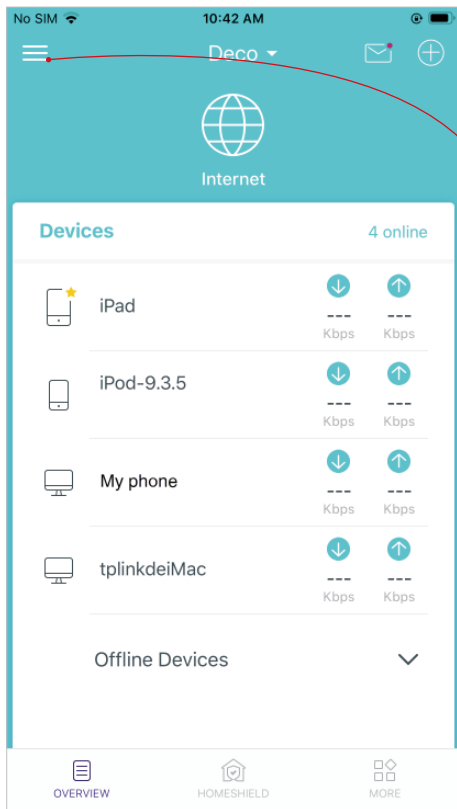 No SIM 10:42 AM
Deco
Internet
Devices 4 online
iPad
--- ---
Kbps Kbps
iPod-9.3.5
--- ---
Kbps Kbps
My phone
--- ---
Kbps Kbps
tplinkdeiMac
--- ---
Kbps Kbps
Offline Devices
OVERVIEW HOMESHIELD MORE